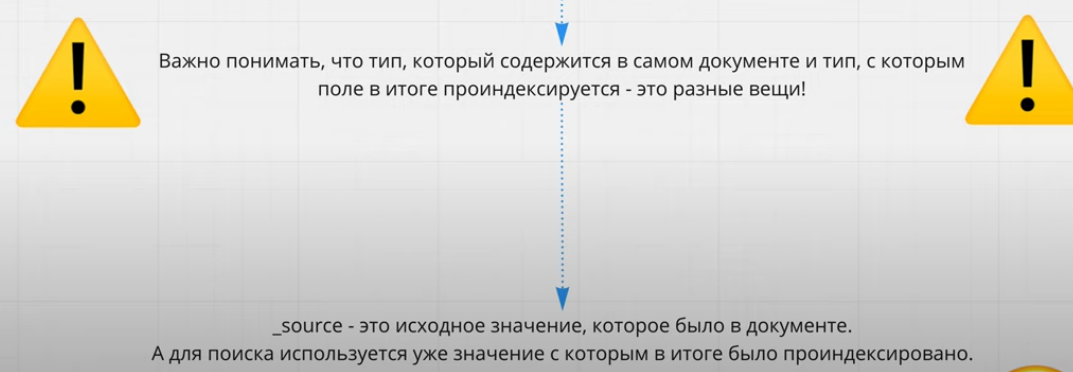 Важно понимать, что тип, который содержится в самом документе и тип, с которым
поле в итоге проиндексируется - это разные вещи!
_source - это исходное значение, которое было в документе.
А для поиска используется уже значение с которым в итоге было проиндексировано.